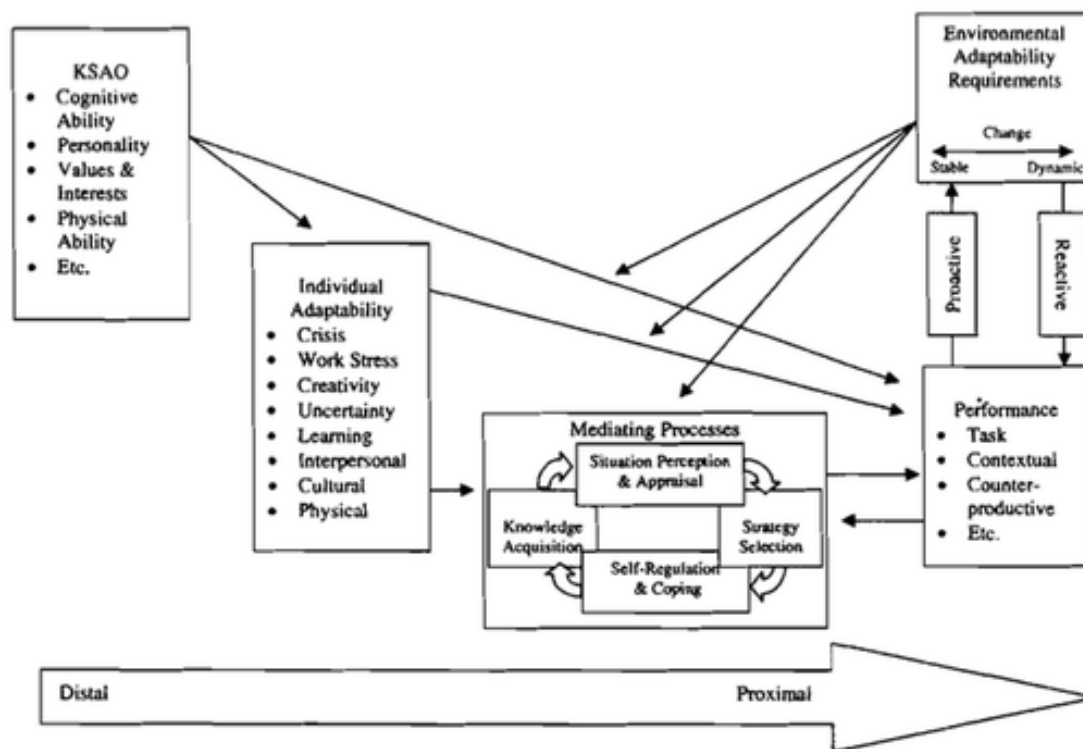 KSAO
• Cognitive
Ability
• Personality
• Values &
Interests
• Physical
Ability
• Etc.
Individual
Adaptability
• Crisis
• Work Stress
• Creativity
• Uncertainty
• Learning
• Interpersonal
• Cultural
• Physical
Mediating Processes
Situation Perception
& Appraisal
Knowledge
Acquisition
Strategy
Selection
Self-Regulation
& Coping
Environmental
Adaptability
Requirements
Change
Stable
Dynamic
Proactive
Reactive
Performance
• Task
• Contextual
• Counter-
productive
• Etc.
Distal
Proximal